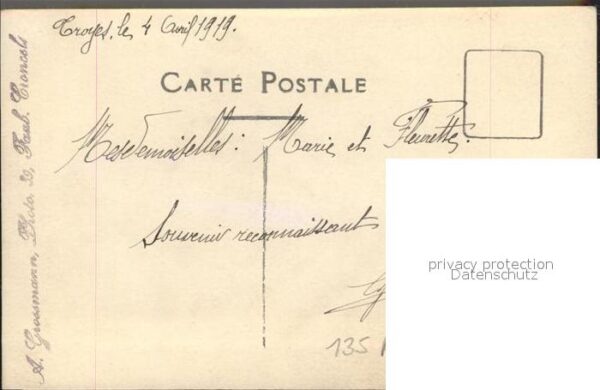 Troyes, le 4 Avril 1919.
CARTE POSTALE
Mesdemoiselles: Marie et Fleurette.
Souvenir reconnaissant
135
A. Grossmann, Photo 20, Faub. Croncels
privacy protection
Datenschutz